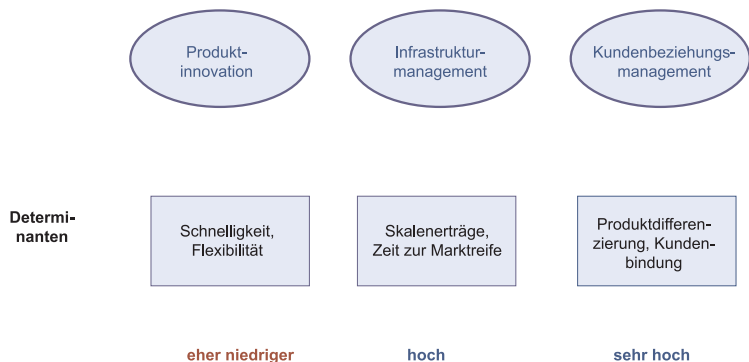 Produkt-
innovation
Infrastruktur-
management
Kundenbeziehungs-
management
Determi-
nanten
Schnelligkeit,
Flexibilität
Skalenerträge,
Zeit zur Marktreife
Produktdifferen-
zierung, Kunden-
bindung
eher niedriger
hoch
sehr hoch